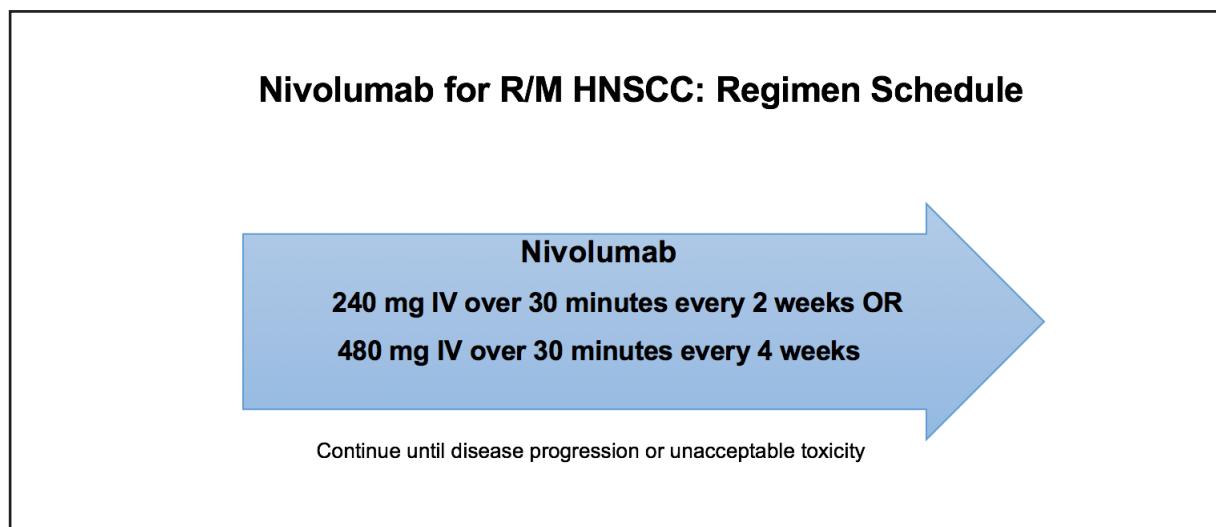 Nivolumab for R/M HNSCC: Regimen Schedule
Nivolumab
240 mg IV over 30 minutes every 2 weeks OR
480 mg IV over 30 minutes every 4 weeks
Continue until disease progression or unacceptable toxicity